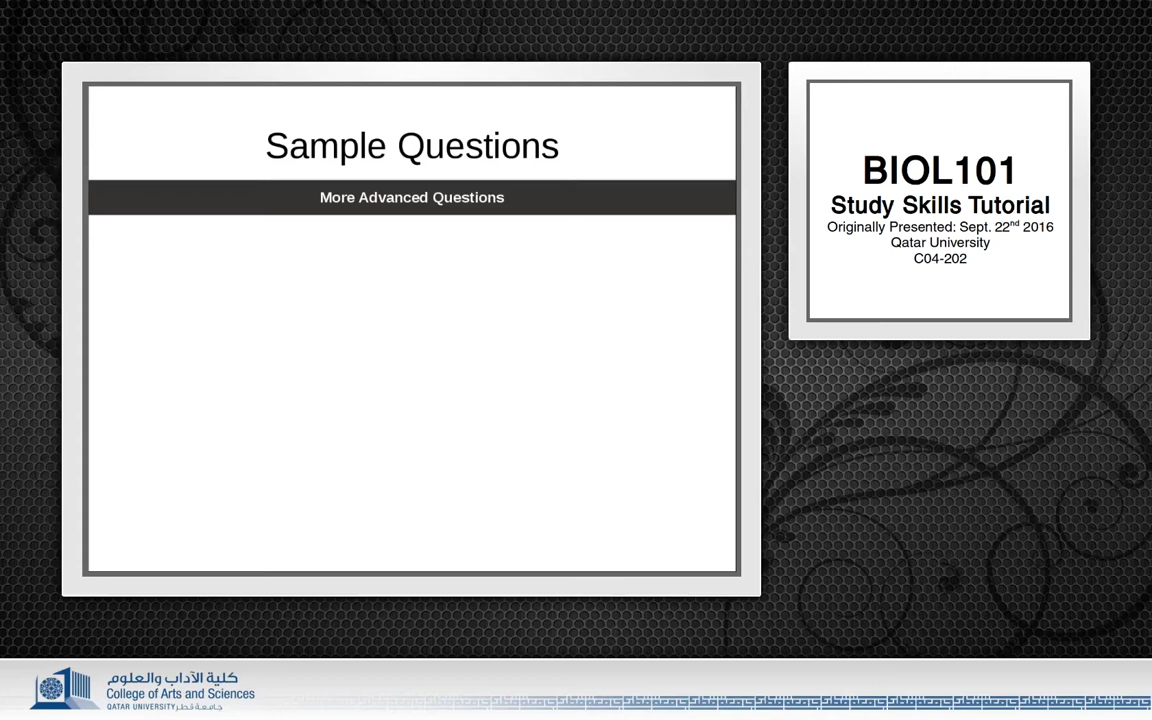 Sample Questions
More Advanced Questions
BIOL101
Study Skills Tutorial
Originally Presented: Sept. 22nd 2016
Qatar University
C04-202
كلية الآداب والعلوم
College of Arts and Sciences
QATAR UNIVERSITY جامعة قطر